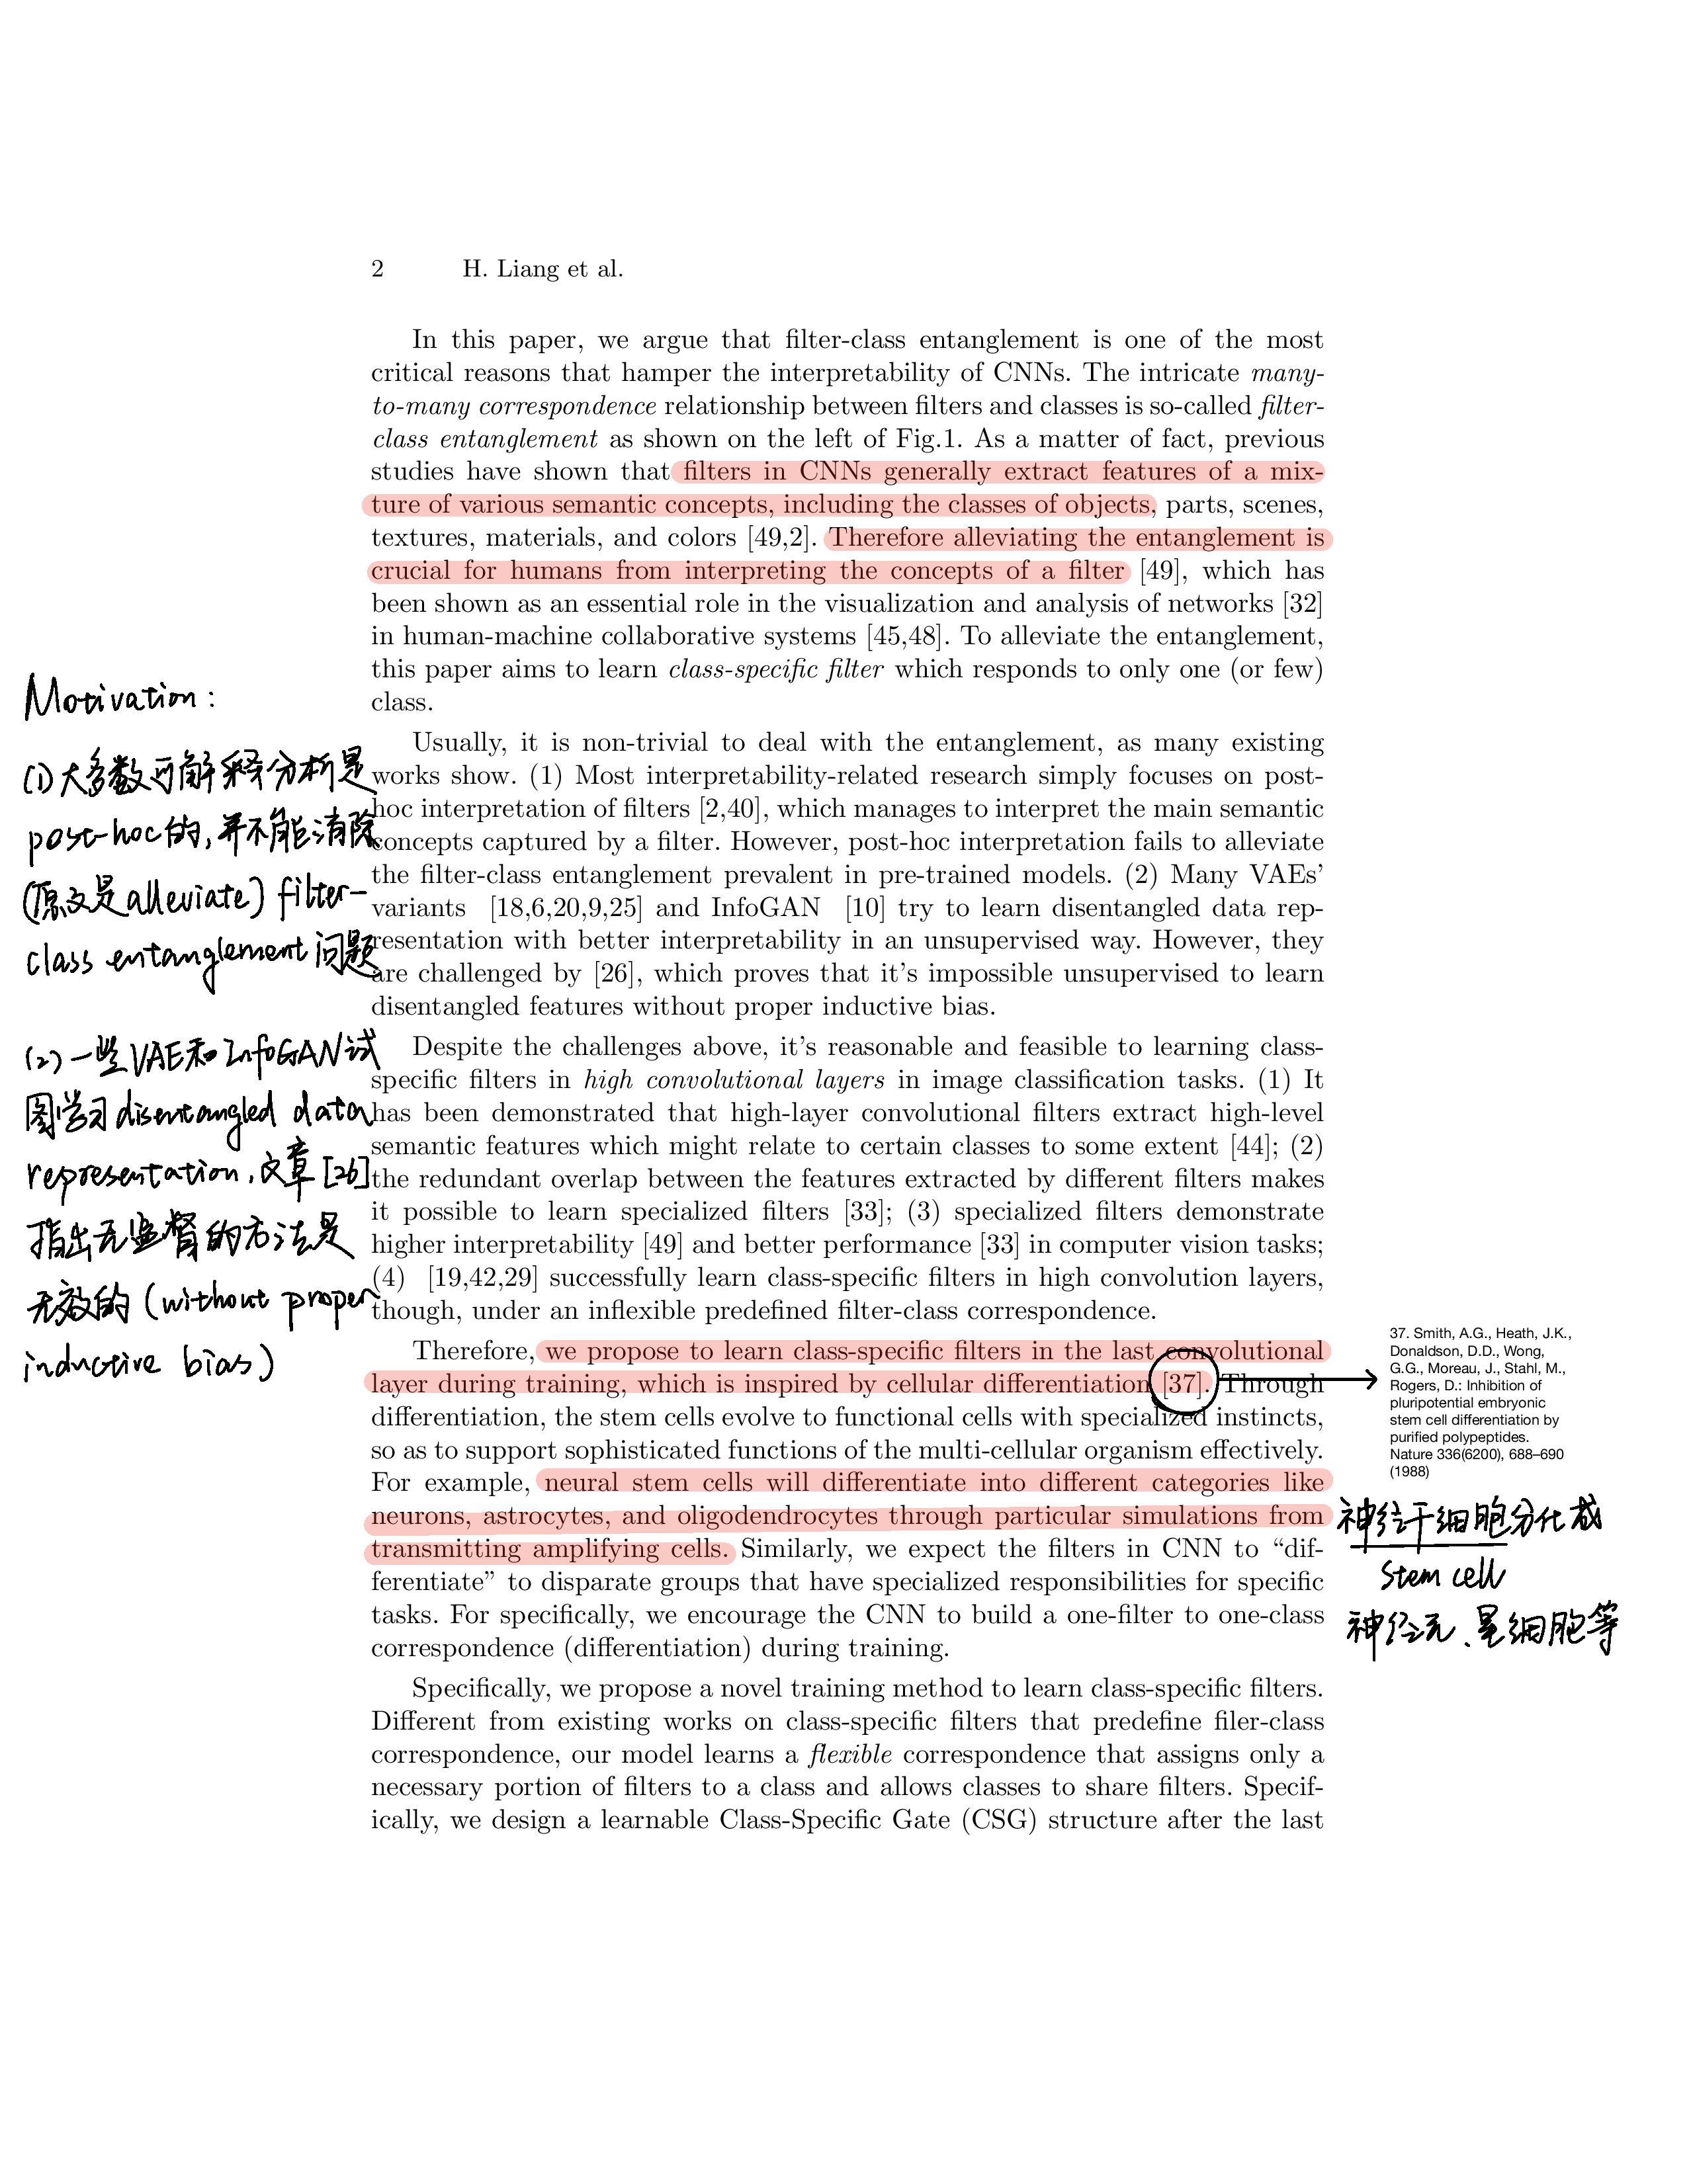 2 H. Liang et al.
In this paper, we argue that filter-class entanglement is one of the most
critical reasons that hamper the interpretability of CNNs. The intricate many-
to-many correspondence relationship between filters and classes is so-called filter-
class entanglement as shown on the left of Fig.1. As a matter of fact, previous
studies have shown that filters in CNNs generally extract features of a mix-
ture of various semantic concepts, including the classes of objects, parts, scenes,
textures, materials, and colors [49,2]. Therefore alleviating the entanglement is
crucial for humans from interpreting the concepts of a filter [49], which has
been shown as an essential role in the visualization and analysis of networks [32]
in human-machine collaborative systems [45,48]. To alleviate the entanglement,
this paper aims to learn class-specific filter which responds to only one (or few)
class.
Usually, it is non-trivial to deal with the entanglement, as many existing
works show. (1) Most interpretability-related research simply focuses on post-
hoc interpretation of filters [2,40], which manages to interpret the main semantic
concepts captured by a filter. However, post-hoc interpretation fails to alleviate
the filter-class entanglement prevalent in pre-trained models. (2) Many VAEs'
variants [18,6,20,9,25] and InfoGAN [10] try to learn disentangled data rep-
resentation with better interpretability in an unsupervised way. However, they
are challenged by [26], which proves that it's impossible unsupervised to learn
disentangled features without proper inductive bias.
Despite the challenges above, it's reasonable and feasible to learning class-
specific filters in high convolutional layers in image classification tasks. (1) It
has been demonstrated that high-layer convolutional filters extract high-level
semantic features which might relate to certain classes to some extent [44]; (2)
the redundant overlap between the features extracted by different filters makes
it possible to learn specialized filters [33]; (3) specialized filters demonstrate
higher interpretability [49] and better performance [33] in computer vision tasks;
(4) [19,42,29] successfully learn class-specific filters in high convolution layers,
though, under an inflexible predefined filter-class correspondence.
Therefore, we propose to learn class-specific filters in the last convolutional
layer during training, which is inspired by cellular differentiation [37]. Through
differentiation, the stem cells evolve to functional cells with specialized instincts,
so as to support sophisticated functions of the multi-cellular organism effectively.
For example, neural stem cells will differentiate into different categories like
neurons, astrocytes, and oligodendrocytes through particular simulations from
transmitting amplifying cells. Similarly, we expect the filters in CNN to “dif-
ferentiate” to disparate groups that have specialized responsibilities for specific
tasks. For specifically, we encourage the CNN to build a one-filter to one-class
correspondence (differentiation) during training.
Specifically, we propose a novel training method to learn class-specific filters.
Different from existing works on class-specific filters that predefine filer-class
correspondence, our model learns a flexible correspondence that assigns only a
necessary portion of filters to a class and allows classes to share filters. Specif-
ically, we design a learnable Class-Specific Gate (CSG) structure after the last
Motivation:
(1) 大多数可解释分析是
post-hoc的, 并不能消除
(原文是alleviate) filter-
class entanglement 问题
(2) 一些VAE和InfoGAN试
图学习 disentangled data
representation, 文章 [26]
指出无监督的方法是
无效的 (without proper
inductive bias)
37. Smith, A.G., Heath, J.K.,
Donaldson, D.D., Wong,
G.G., Moreau, J., Stahl, M.,
Rogers, D.: Inhibition of
pluripotential embryonic
stem cell differentiation by
purified polypeptides.
Nature 336(6200), 688–690
(1988)
神经干细胞分化成
stem cell
神经元、星细胞等